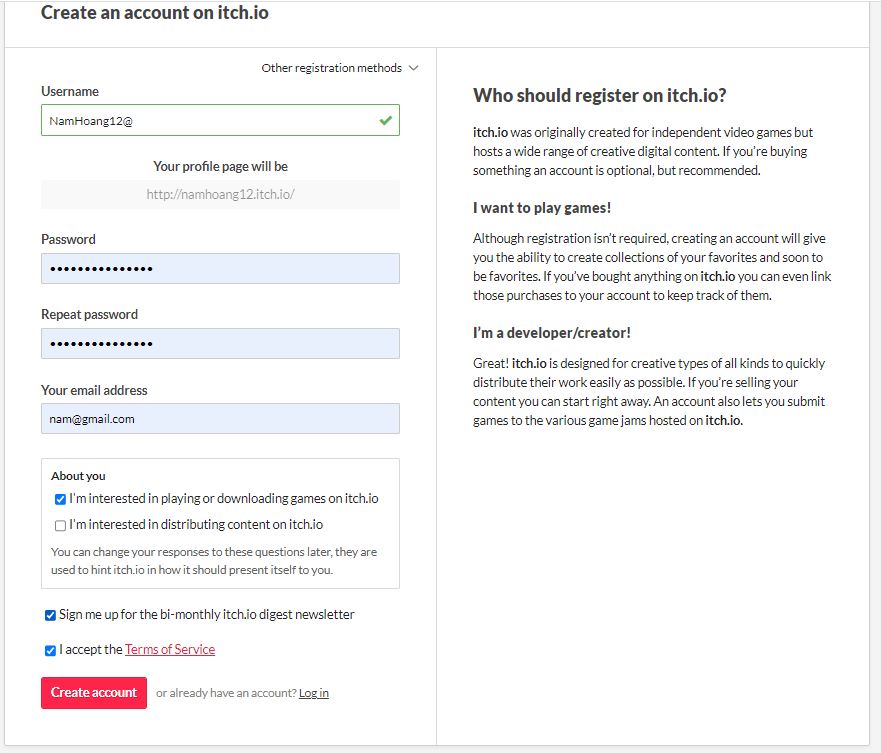 Create an account on itch.io
Other registration methods
Username
NamHoang12@
Your profile page will be
http://namhoang12.itch.io/
Password
•••••••••••••••
Repeat password
•••••••••••••••
Your email address
nam@gmail.com
About you
I'm interested in playing or downloading games on itch.io
I'm interested in distributing content on itch.io
You can change your responses to these questions later, they are
used to hint itch.io in how it should present itself to you.
Sign me up for the bi-monthly itch.io digest newsletter
I accept the Terms of Service
Create account or already have an account? Log in
Who should register on itch.io?
itch.io was originally created for independent video games but
hosts a wide range of creative digital content. If you're buying
something an account is optional, but recommended.
I want to play games!
Although registration isn't required, creating an account will give
you the ability to create collections of your favorites and soon to
be favorites. If you've bought anything on itch.io you can even link
those purchases to your account to keep track of them.
I'm a developer/creator!
Great! itch.io is designed for creative types of all kinds to quickly
distribute their work easily as possible. If you're selling your
content you can start right away. An account also lets you submit
games to the various game jams hosted on itch.io.